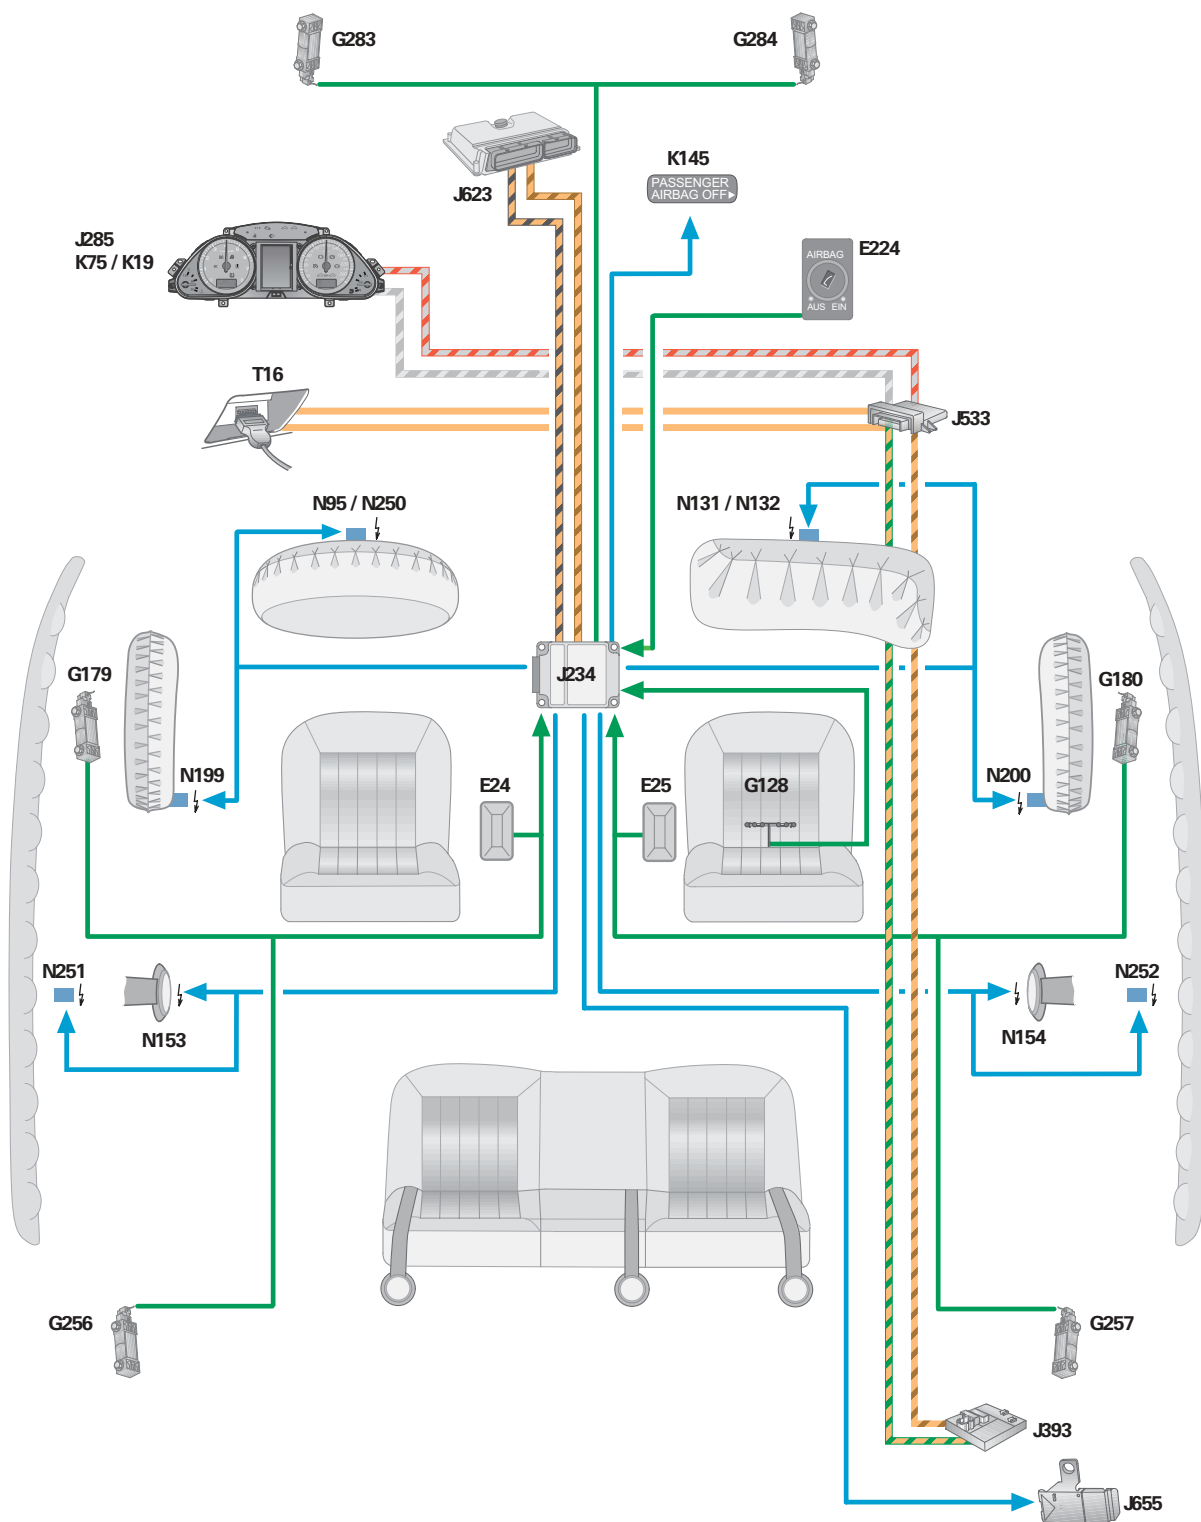 G283
G284
K145
PASSENGER
AIRBAG OFF
J623
J285
K75 / K19
E224
AIRBAG
AUS EIN
T16
J533
N95 / N250
N131 / N132
J234
G179
G180
N199
N200
E24
E25
G128
N251
N252
N153
N154
G256
G257
J393
J655